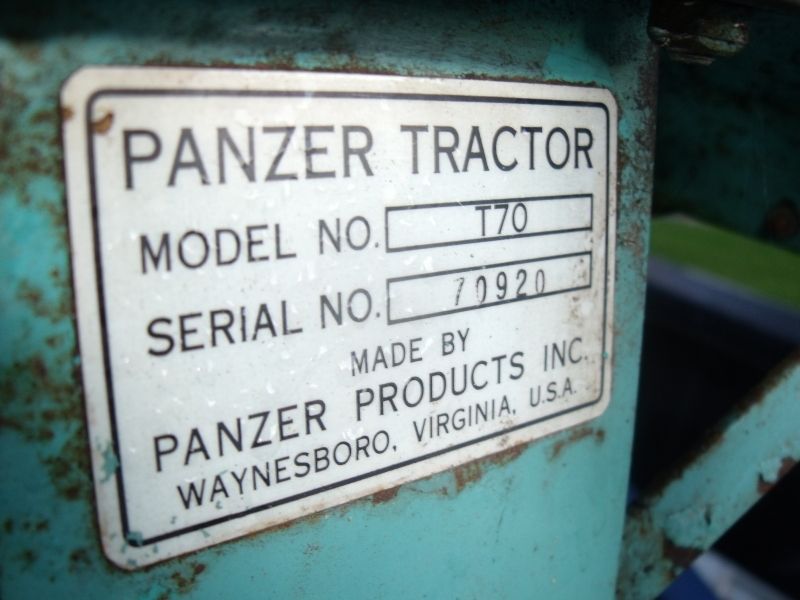 PANZER TRACTOR
MODEL NO. T70
SERIAL NO. 70920
MADE BY
PANZER PRODUCTS INC.
WAYNESBORO, VIRGINIA, U.S.A.